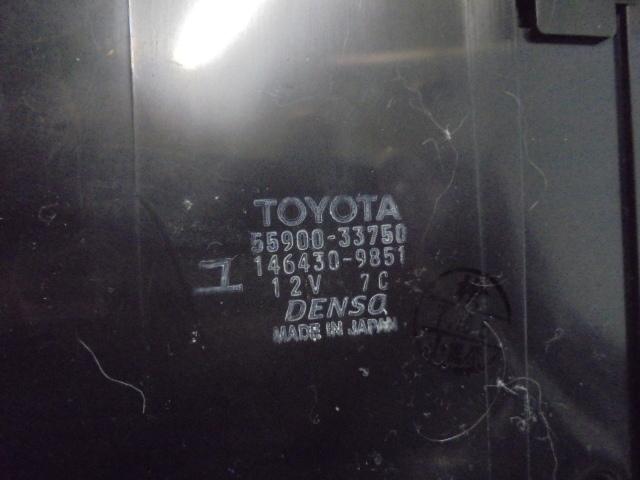 TOYOTA
55900-33750
146430-9851
1
12V 7C
DENSO
MADE IN JAPAN